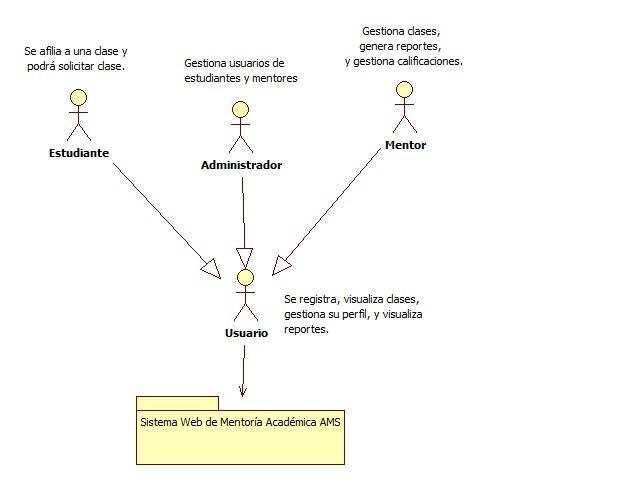 Se afilia a una clase y
podrá solicitar clase.
Estudiante
Gestiona usuarios de
estudiantes y mentores
Administrador
Gestiona clases,
genera reportes,
y gestiona calificaciones.
Mentor
Se registra, visualiza clases,
gestiona su perfil, y visualiza
reportes.
Usuario
Sistema Web de Mentoría Académica AMS